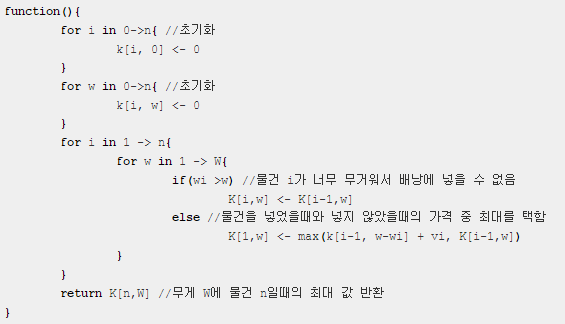 function(){
for i in 0->n{ //초기화
k[i, 0] <- 0
}
for w in 0->n{ //초기화
k[i, w] <- 0
}
for i in 1 -> n{
for w in 1 -> W{
if(wi >w) //물건 i가 너무 무거워서 배낭에 넣을 수 없음
K[i,w] <- K[i-1,w]
else //물건을 넣었을때와 넣지 않았을때의 가격 중 최대를 택함
K[1,w] <- max(k[i-1, w-wi] + vi, K[i-1,w])
}
}
return K[n,W] //무게 W에 물건 n일때의 최대 값 반환
}